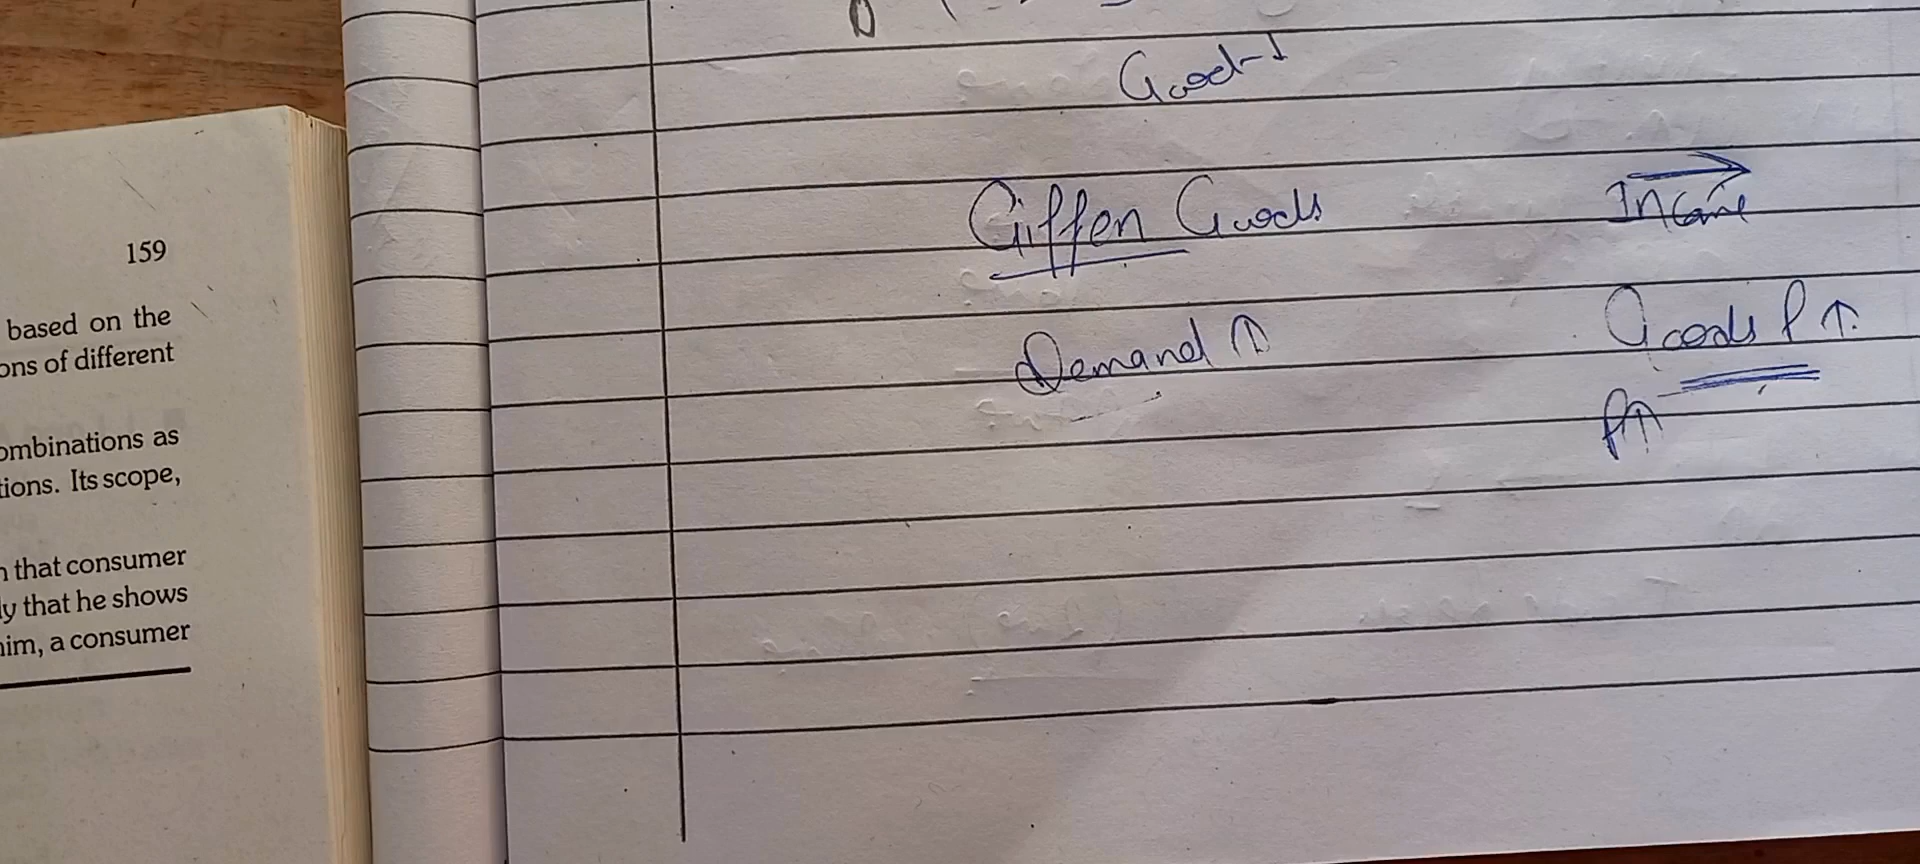 Good-↓
Giffen Goods
Income
Demand ↑
Goods P ↑
P↑
159
based on the
ons of different
ombinations as
tions. Its scope,
n that consumer
ly that he shows
him, a consumer